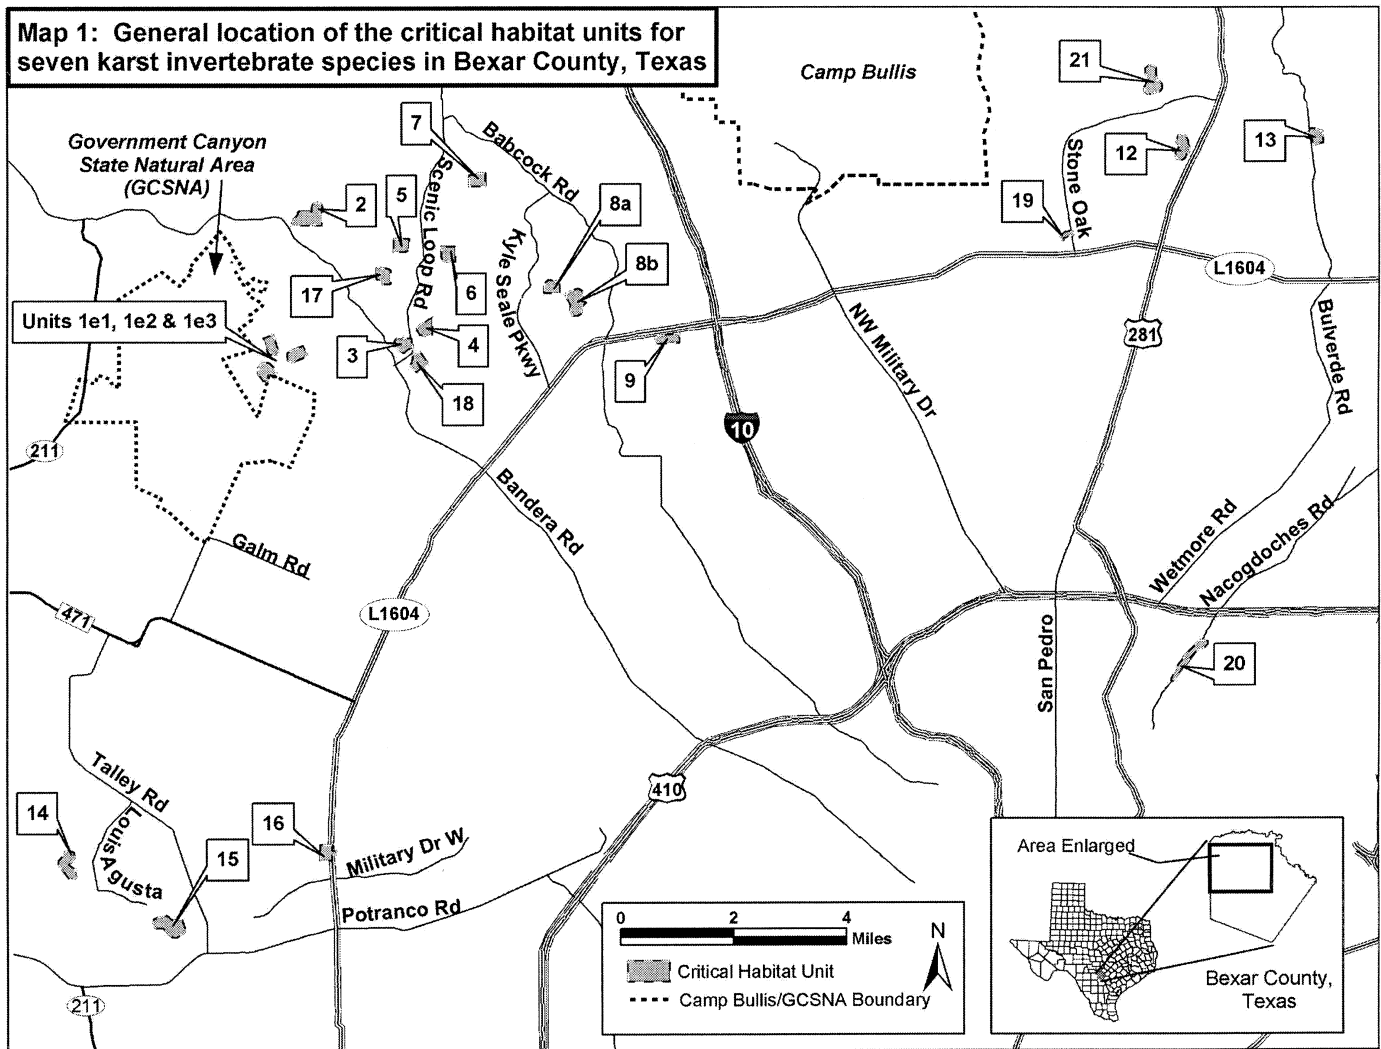 Map 1: General location of the critical habitat units for
seven karst invertebrate species in Bexar County, Texas
Camp Bullis
21
Government Canyon
State Natural Area
(GCSNA)
7
Babcock Rd
Scenic Loop Rd
Stone Oak
12
13
2
5
8a
19
Kyle Seale Pkwy
8b
17
6
L1604
Units 1e1, 1e2 & 1e3
3
4
NW Military Dr
281
Bulverde Rd
9
18
10
211
Bandera Rd
Galm Rd
Wetmore Rd
Nacogdoches Rd
471
L1604
San Pedro
20
Talley Rd
410
14
Louis Agusta
16
Military Dr W
15
Potranco Rd
211
0 2 4
Miles
N
Critical Habitat Unit
Camp Bullis/GCSNA Boundary
Area Enlarged
Bexar County,
Texas